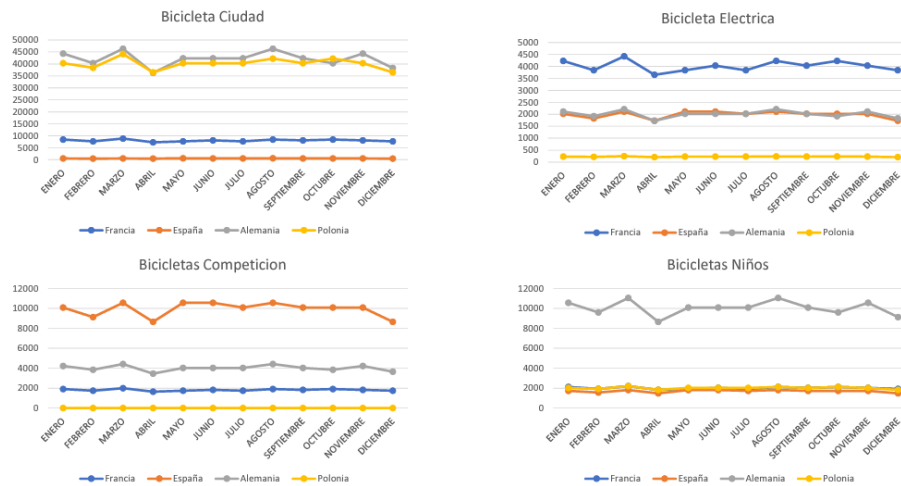 Bicicleta Ciudad
50000
45000
40000
35000
30000
25000
20000
15000
10000
5000
0
ENERO
FEBRERO
MARZO
ABRIL
MAYO
JUNIO
JULIO
AGOSTO
SEPTIEMBRE
OCTUBRE
NOVIEMBRE
DICIEMBRE
Francia España Alemania Polonia
Bicicleta Electrica
5000
4500
4000
3500
3000
2500
2000
1500
1000
500
0
ENERO
FEBRERO
MARZO
ABRIL
MAYO
JUNIO
JULIO
AGOSTO
SEPTIEMBRE
OCTUBRE
NOVIEMBRE
DICIEMBRE
Francia España Alemania Polonia
Bicicletas Competicion
12000
10000
8000
6000
4000
2000
0
ENERO
FEBRERO
MARZO
ABRIL
MAYO
JUNIO
JULIO
AGOSTO
SEPTIEMBRE
OCTUBRE
NOVIEMBRE
DICIEMBRE
Francia España Alemania Polonia
Bicicletas Niños
12000
10000
8000
6000
4000
2000
0
ENERO
FEBRERO
MARZO
ABRIL
MAYO
JUNIO
JULIO
AGOSTO
SEPTIEMBRE
OCTUBRE
NOVIEMBRE
DICIEMBRE
Francia España Alemania Polonia